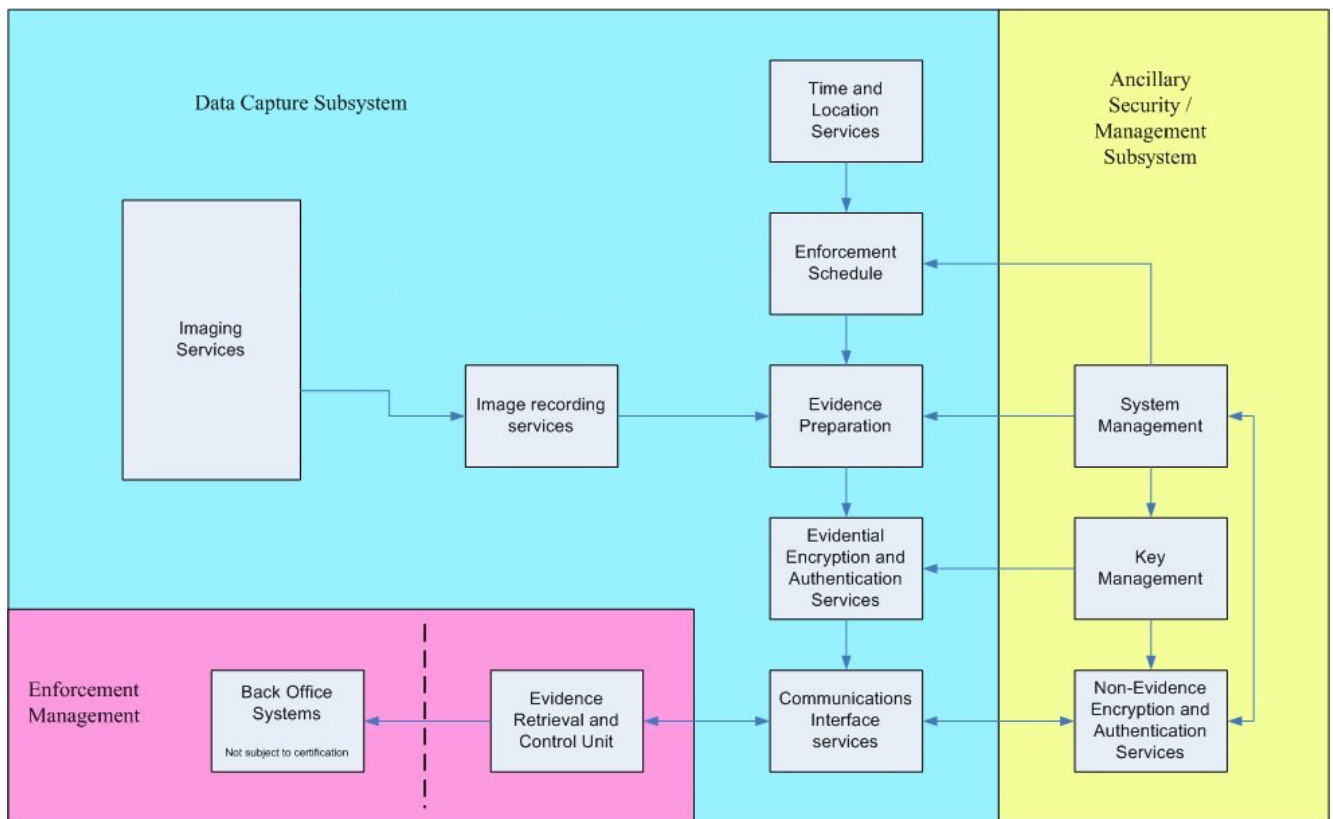 Data Capture Subsystem
Time and
Location
Services
Ancillary
Security /
Management
Subsystem
Enforcement
Schedule
Imaging
Services
Image recording
services
Evidence
Preparation
System
Management
Evidential
Encryption and
Authentication
Services
Key
Management
Enforcement
Management
Back Office
Systems
Not subject to certification
Evidence
Retrieval and
Control Unit
Communications
Interface
services
Non-Evidence
Encryption and
Authentication
Services